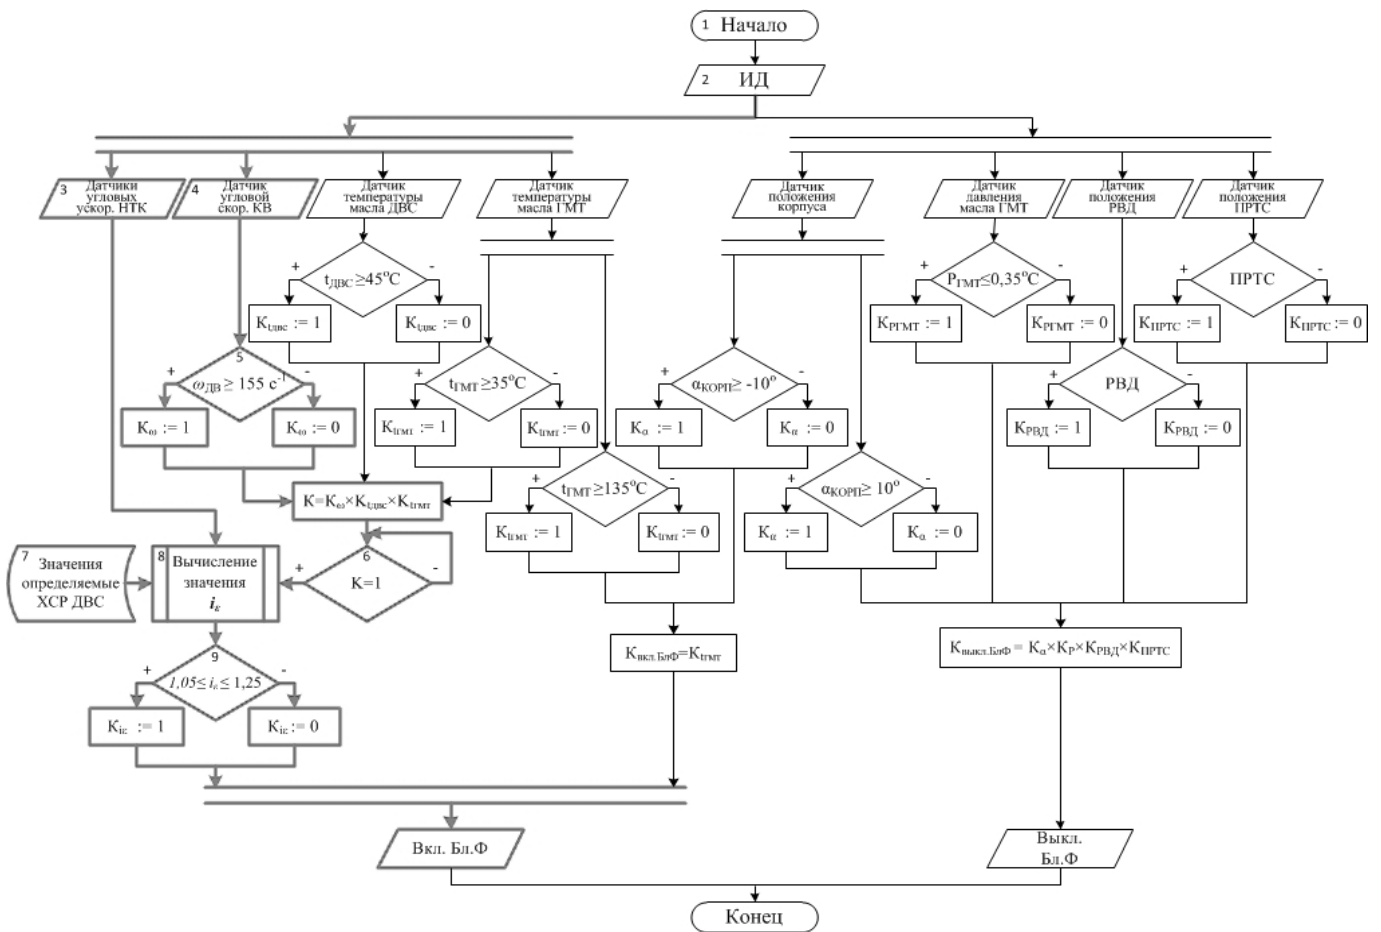 1 Начало
2 ИД
3 Датчики
угловых
ускор. НТК
4 Датчик
угловой
скор. КВ
Датчик
температуры
масла ДВС
Датчик
температуры
масла ГМТ
Датчик
положения
корпуса
Датчик
давления
масла ГМТ
Датчик
положения
РВД
Датчик
положения
ПРТС
+ tДВС ≥45°C -
Ktдвс := 1
Ktдвс := 0
+ PГМТ≤0,35°C -
KРГМТ := 1
KРГМТ := 0
+ ПРТС -
KПРТС := 1
KПРТС := 0
5
+ ωДВ ≥ 155 c⁻¹ -
Kω := 1
Kω := 0
+ tГМТ ≥35°C -
Ktгмт := 1
Ktгмт := 0
+ αКОРП≥ -10° -
Kα := 1
Kα := 0
+ РВД -
KРВД := 1
KРВД := 0
+ tГМТ ≥135°C -
Ktгмт := 1
Ktгмт := 0
+ αКОРП≥ 10° -
Kα := 1
Kα := 0
K=Kω×Ktдвс×Ktгмт
6
+ K=1 -
7 Значения
определяемые
ХСР ДВС
8 Вычисление
значения
iε
9
+ 1,05≤ iε ≤ 1,25 -
Kiε := 1
Kiε := 0
Kвкл.БлФ=Ktгмт
Kвыкл.БлФ = Kα×KР×KРВД×KПРТС
Вкл. Бл.Ф
Выкл.
Бл.Ф
Конец